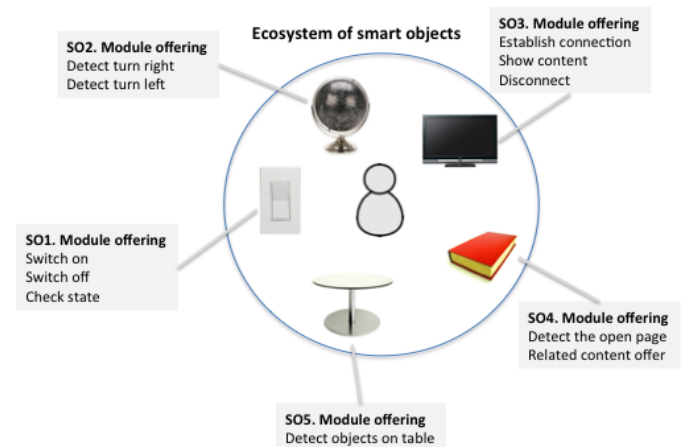 Ecosystem of smart objects
SO2. Module offering
Detect turn right
Detect turn left
SO3. Module offering
Establish connection
Show content
Disconnect
SO1. Module offering
Switch on
Switch off
Check state
SO4. Module offering
Detect the open page
Related content offer
SO5. Module offering
Detect objects on table